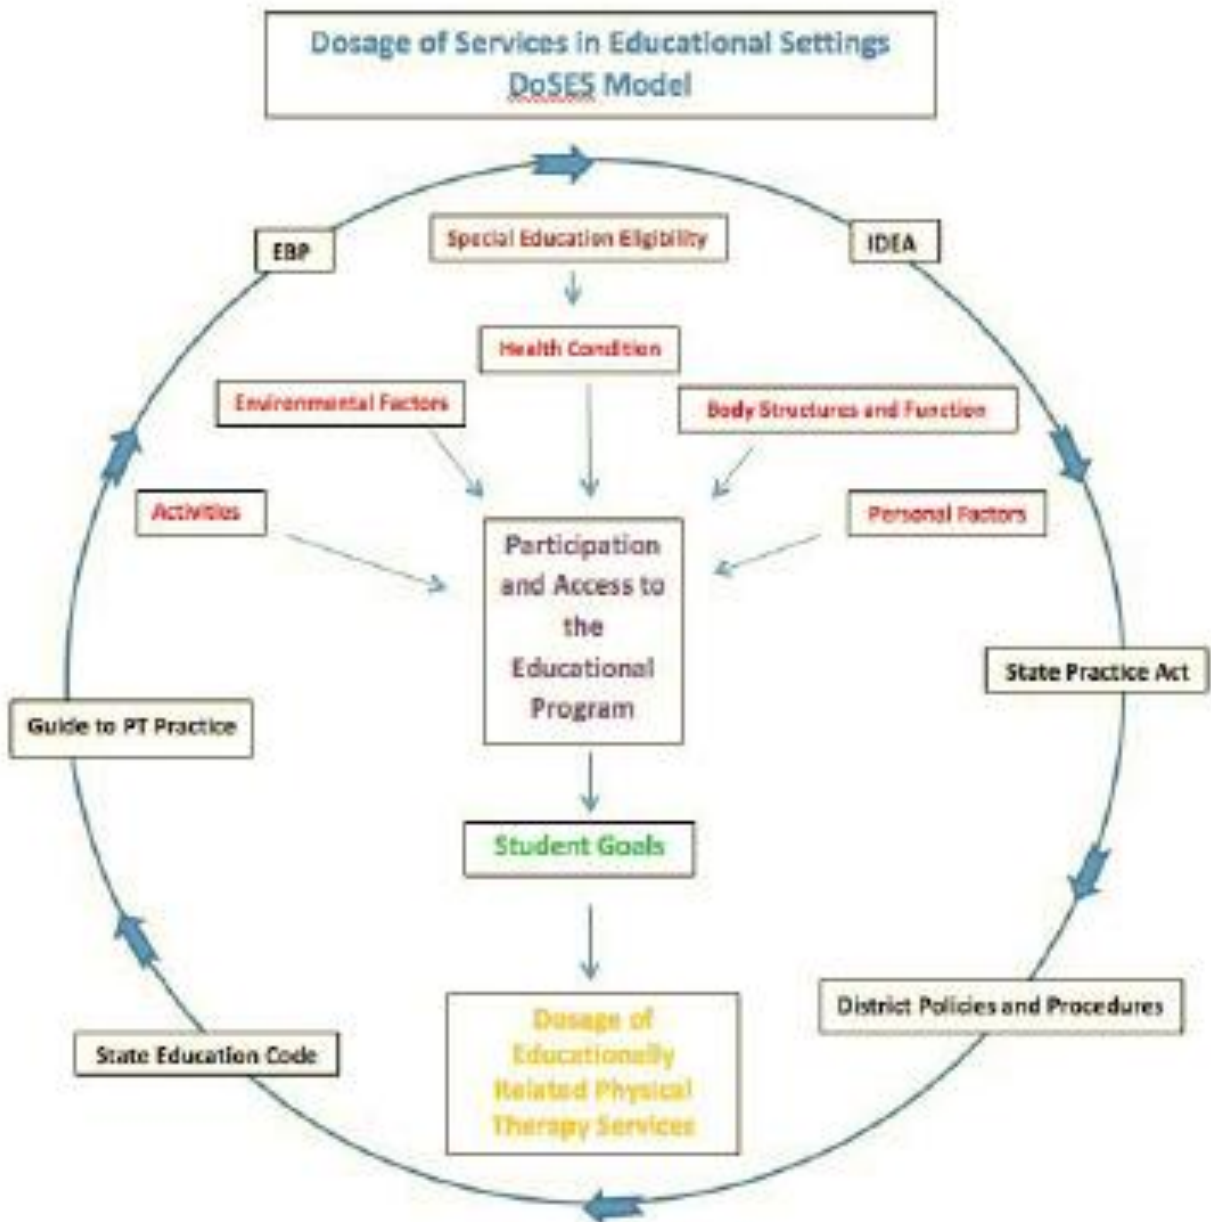 Dosage of Services in Educational Settings
DoSES Model
EBP
Special Education Eligibility
IDEA
Health Condition
Environmental Factors
Body Structures and Function
Activities
Personal Factors
Participation
and Access to
the
Educational
Program
State Practice Act
Guide to PT Practice
Student Goals
District Policies and Procedures
State Education Code
Dosage of
Educationally
Related Physical
Therapy Services